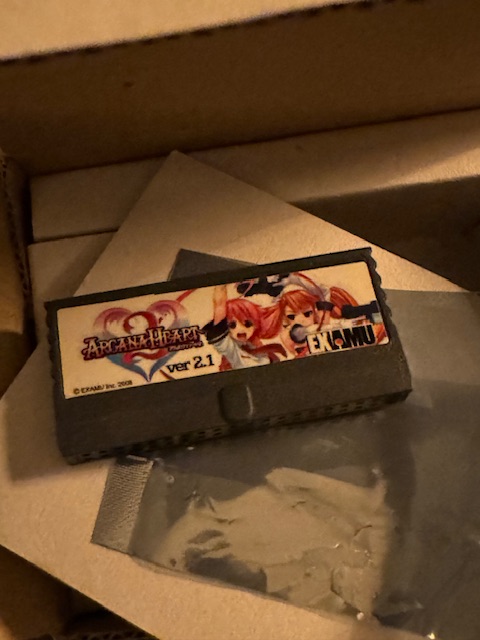 2
ARCANA HEART
ver 2.1
EXAMU
© EXAMU Inc. 2008